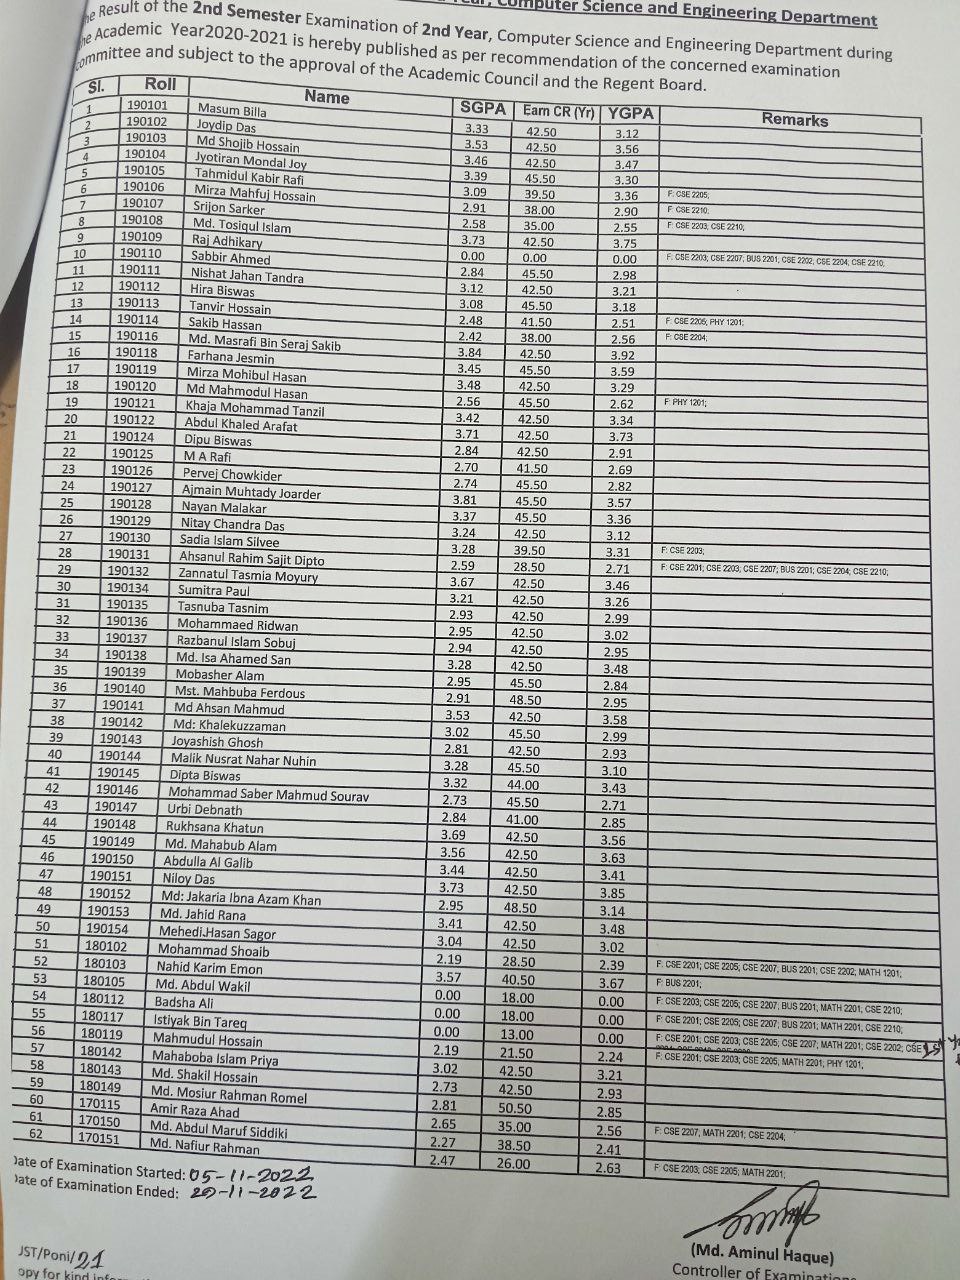 Computer Science and Engineering Department
Result of the 2nd Semester Examination of 2nd Year, Computer Science and Engineering Department during
Academic Year2020-2021 is hereby published as per recommendation of the concerned examination
ommittee and subject to the approval of the Academic Council and the Regent Board.
Sl. Roll Name SGPA Earn CR (Yr) YGPA Remarks
1 190101 Masum Billa 3.33 42.50 3.12
2 190102 Joydip Das 3.53 42.50 3.56
3 190103 Md Shojib Hossain 3.46 42.50 3.47
4 190104 Jyotiran Mondal Joy 3.39 45.50 3.30
5 190105 Tahmidul Kabir Rafi 3.09 39.50 3.36 F: CSE 2205;
6 190106 Mirza Mahfuj Hossain 2.91 38.00 2.90 F: CSE 2210;
7 190107 Srijon Sarker 2.58 35.00 2.55 F: CSE 2203; CSE 2210;
8 190108 Md. Tosiqul Islam 3.73 42.50 3.75
9 190109 Raj Adhikary 0.00 0.00 0.00 F: CSE 2203; CSE 2207; BUS 2201; CSE 2202; CSE 2204; CSE 2210;
10 190110 Sabbir Ahmed 2.84 45.50 2.98
11 190111 Nishat Jahan Tandra 3.12 42.50 3.21
12 190112 Hira Biswas 3.08 45.50 3.18
13 190113 Tanvir Hossain 2.48 41.50 2.51 F: CSE 2205; PHY 1201;
14 190114 Sakib Hassan 2.42 38.00 2.56 F: CSE 2204;
15 190116 Md. Masrafi Bin Seraj Sakib 3.84 42.50 3.92
16 190118 Farhana Jesmin 3.45 45.50 3.59
17 190119 Mirza Mohibul Hasan 3.48 42.50 3.29
18 190120 Md Mahmodul Hasan 2.56 45.50 2.62 F: PHY 1201;
19 190121 Khaja Mohammad Tanzil 3.42 42.50 3.34
20 190122 Abdul Khaled Arafat 3.71 42.50 3.73
21 190124 Dipu Biswas 2.84 42.50 2.91
22 190125 M A Rafi 2.70 41.50 2.69
23 190126 Pervej Chowkider 2.74 45.50 2.82
24 190127 Ajmain Muhtady Joarder 3.81 45.50 3.57
25 190128 Nayan Malakar 3.37 45.50 3.36
26 190129 Nitay Chandra Das 3.24 42.50 3.12
27 190130 Sadia Islam Silvee 3.28 39.50 3.31 F: CSE 2203;
28 190131 Ahsanul Rahim Sajit Dipto 2.59 28.50 2.71 F: CSE 2201; CSE 2203; CSE 2207; BUS 2201; CSE 2204; CSE 2210;
29 190132 Zannatul Tasmia Moyury 3.67 42.50 3.46
30 190134 Sumitra Paul 3.21 42.50 3.26
31 190135 Tasnuba Tasnim 2.93 42.50 2.99
32 190136 Mohammaed Ridwan 2.95 42.50 3.02
33 190137 Razbanul Islam Sobuj 2.94 42.50 2.95
34 190138 Md. Isa Ahamed San 3.28 42.50 3.48
35 190139 Mobasher Alam 2.95 45.50 2.84
36 190140 Mst. Mahbuba Ferdous 2.91 48.50 2.95
37 190141 Md Ahsan Mahmud 3.53 42.50 3.58
38 190142 Md: Khalekuzzaman 3.02 45.50 2.99
39 190143 Joyashish Ghosh 2.81 42.50 2.93
40 190144 Malik Nusrat Nahar Nuhin 3.28 45.50 3.10
41 190145 Dipta Biswas 3.32 44.00 3.43
42 190146 Mohammad Saber Mahmud Sourav 2.73 45.50 2.71
43 190147 Urbi Debnath 2.84 41.00 2.85
44 190148 Rukhsana Khatun 3.69 42.50 3.56
45 190149 Md. Mahabub Alam 3.56 42.50 3.63
46 190150 Abdulla Al Galib 3.44 42.50 3.41
47 190151 Niloy Das 3.73 42.50 3.85
48 190152 Md: Jakaria Ibna Azam Khan 2.95 48.50 3.14
49 190153 Md. Jahid Rana 3.41 42.50 3.48
50 190154 Mehedi.Hasan Sagor 3.04 42.50 3.02
51 180102 Mohammad Shoaib 2.19 28.50 2.39 F: CSE 2201; CSE 2205; CSE 2207; BUS 2201; CSE 2202; MATH 1201;
52 180103 Nahid Karim Emon 3.57 40.50 3.67 F: BUS 2201;
53 180105 Md. Abdul Wakil 0.00 18.00 0.00 F: CSE 2203; CSE 2205; CSE 2207; BUS 2201; MATH 2201; CSE 2210;
54 180112 Badsha Ali 0.00 18.00 0.00 F: CSE 2201; CSE 2205; CSE 2207; BUS 2201; MATH 2201; CSE 2210;
55 180117 Istiyak Bin Tareq 0.00 13.00 0.00 F: CSE 2201; CSE 2203; CSE 2205; CSE 2207; MATH 2201; CSE 2202; CSE 1st
56 180119 Mahmudul Hossain 2.19 21.50 2.24 F: CSE 2201; CSE 2203; CSE 2205, MATH 2201; PHY 1201;
57 180142 Mahaboba Islam Priya 3.02 42.50 3.21
58 180143 Md. Shakil Hossain 2.73 42.50 2.93
59 180149 Md. Mosiur Rahman Romel 2.81 50.50 2.85
60 170115 Amir Raza Ahad 2.65 35.00 2.56 F: CSE 2207; MATH 2201; CSE 2204;
61 170150 Md. Abdul Maruf Siddiki 2.27 38.50 2.41
62 170151 Md. Nafiur Rahman 2.47 26.00 2.63 F: CSE 2203; CSE 2205; MATH 2201;
Date of Examination Started: 05-11-2022
Date of Examination Ended: 20-11-2022
(Md. Aminul Haque)
JST/Poni/21
Controller of Examinations
opy for kind